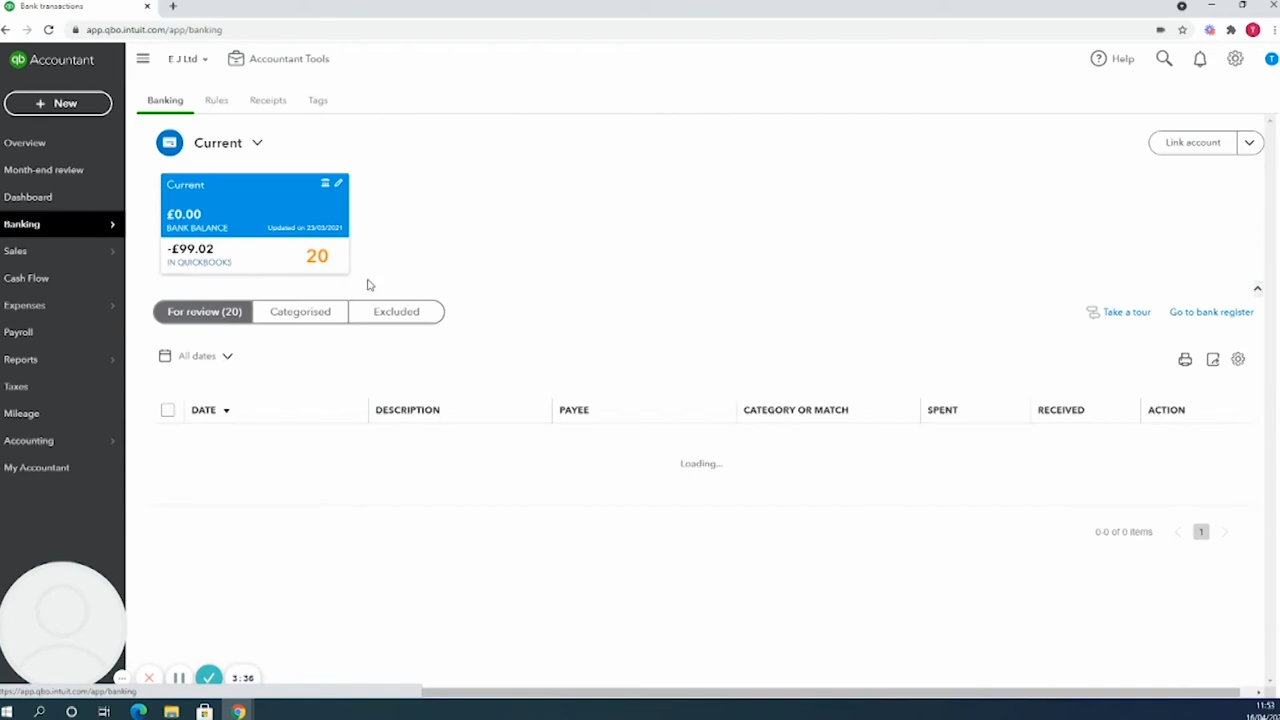 Bank transactions
app.qbo.intuit.com/app/banking
T
qb Accountant
E J Ltd
Accountant Tools
Help
T
+ New
Banking
Rules
Receipts
Tags
Overview
Month-end review
Dashboard
Banking
Sales
Cash Flow
Expenses
Payroll
Reports
Taxes
Mileage
Accounting
My Accountant
Current
Link account
Current
£0.00
BANK BALANCE
Updated on 23/03/2021
-£99.02
IN QUICKBOOKS
20
For review (20)
Categorised
Excluded
Take a tour
Go to bank register
All dates
DATE
DESCRIPTION
PAYEE
CATEGORY OR MATCH
SPENT
RECEIVED
ACTION
Loading...
0-0 of 0 items
1
3:36
ttps://app.qbo.intuit.com/app/banking
11:53